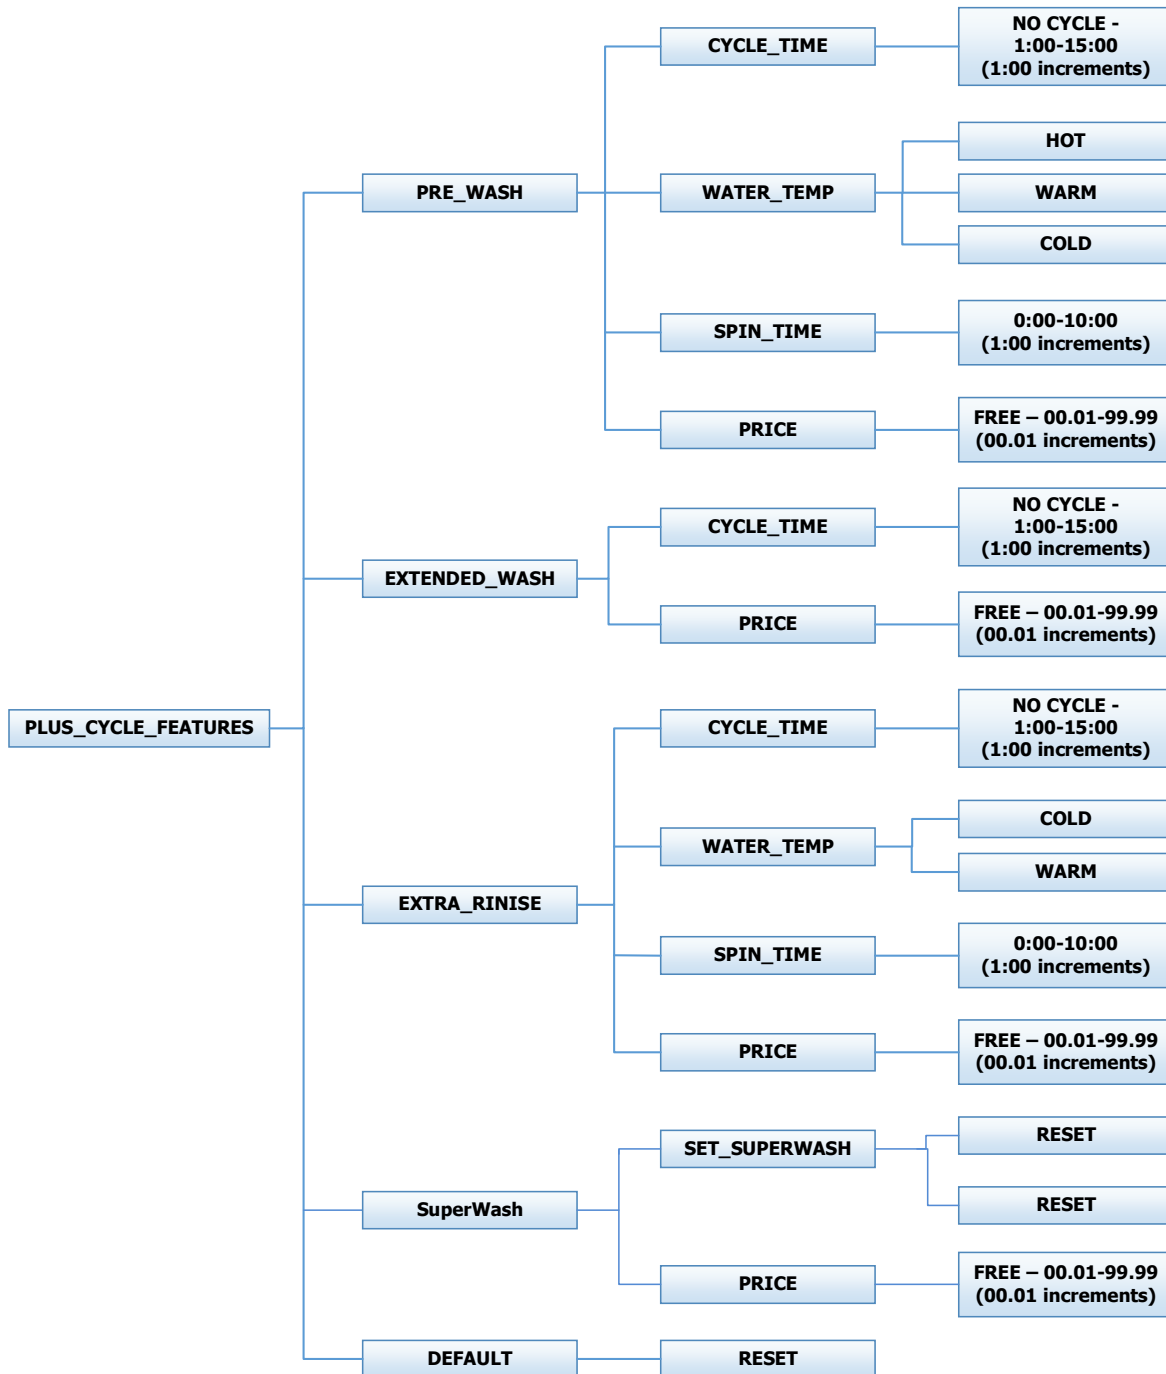 PLUS_CYCLE_FEATURES
PRE_WASH
CYCLE_TIME
NO CYCLE -
1:00-15:00
(1:00 increments)
WATER_TEMP
HOT
WARM
COLD
SPIN_TIME
0:00-10:00
(1:00 increments)
PRICE
FREE – 00.01-99.99
(00.01 increments)
EXTENDED_WASH
CYCLE_TIME
NO CYCLE -
1:00-15:00
(1:00 increments)
PRICE
FREE – 00.01-99.99
(00.01 increments)
EXTRA_RINISE
CYCLE_TIME
NO CYCLE -
1:00-15:00
(1:00 increments)
WATER_TEMP
COLD
WARM
SPIN_TIME
0:00-10:00
(1:00 increments)
PRICE
FREE – 00.01-99.99
(00.01 increments)
SuperWash
SET_SUPERWASH
RESET
RESET
PRICE
FREE – 00.01-99.99
(00.01 increments)
DEFAULT
RESET